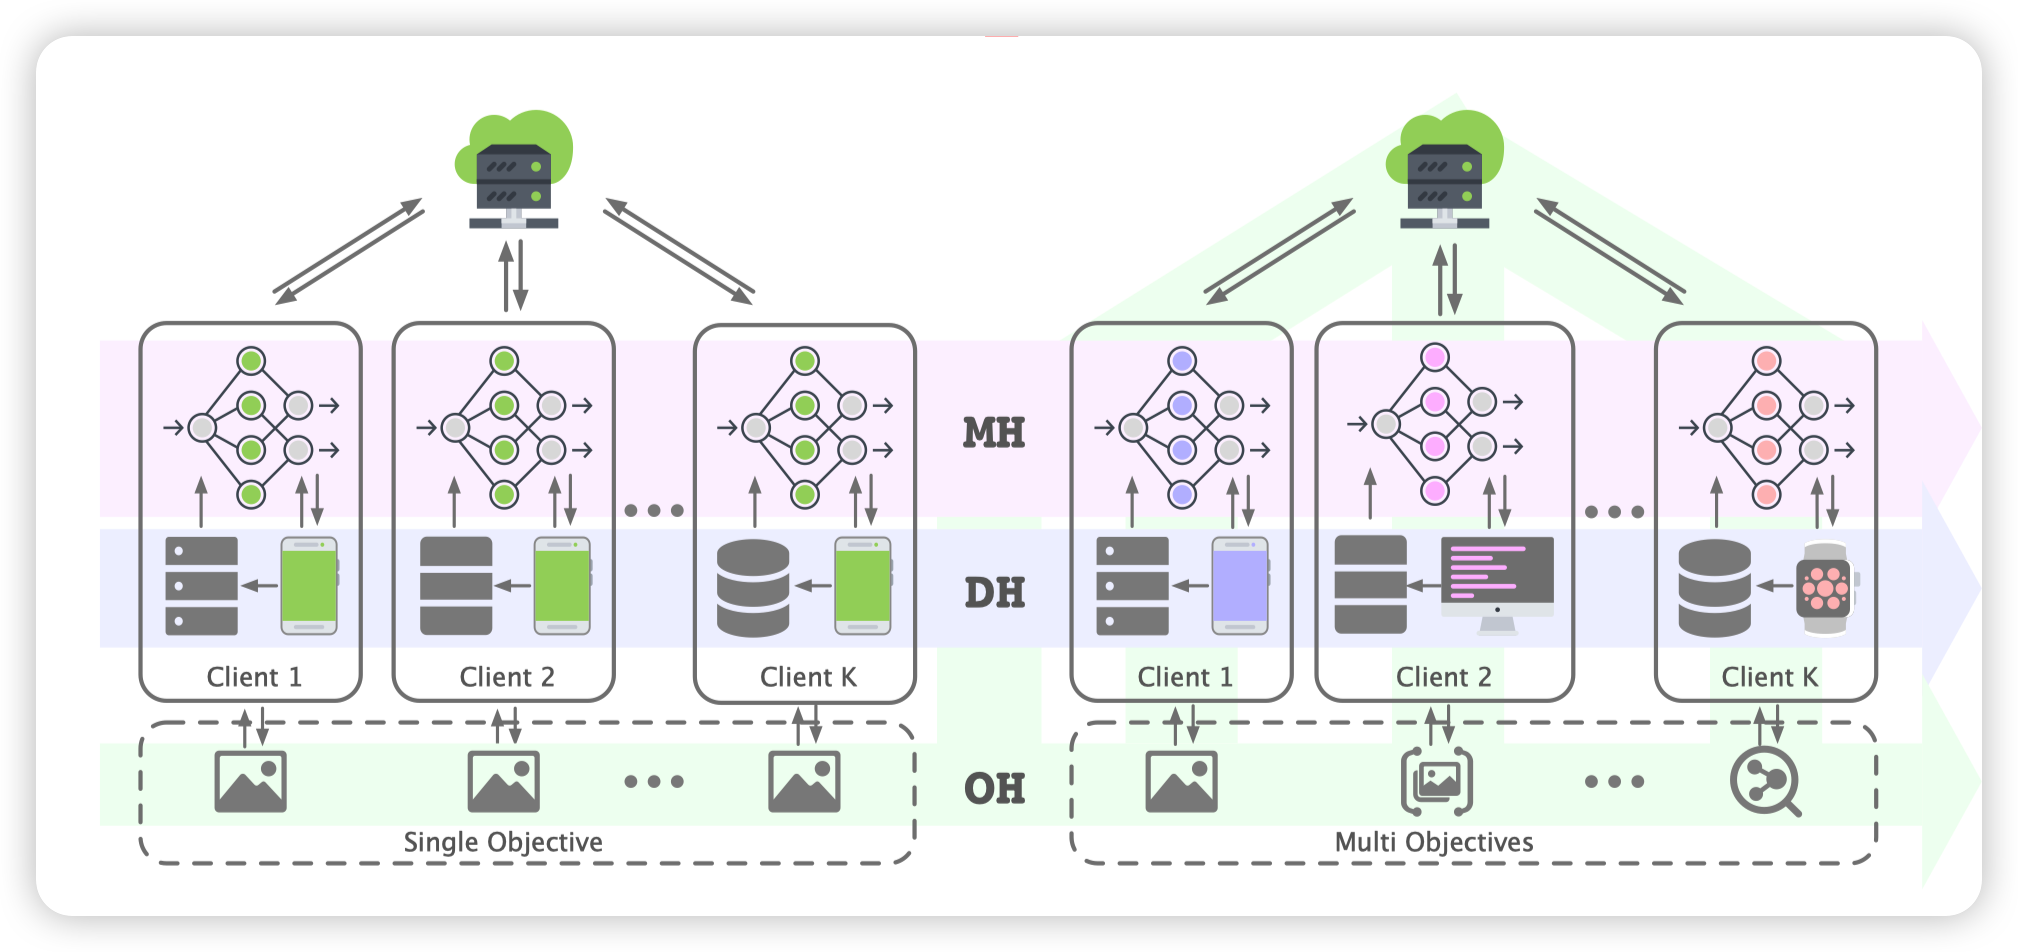 MH
DH
Client 1
Client 2
Client K
Client 1
Client 2
Client K
OH
Single Objective
Multi Objectives